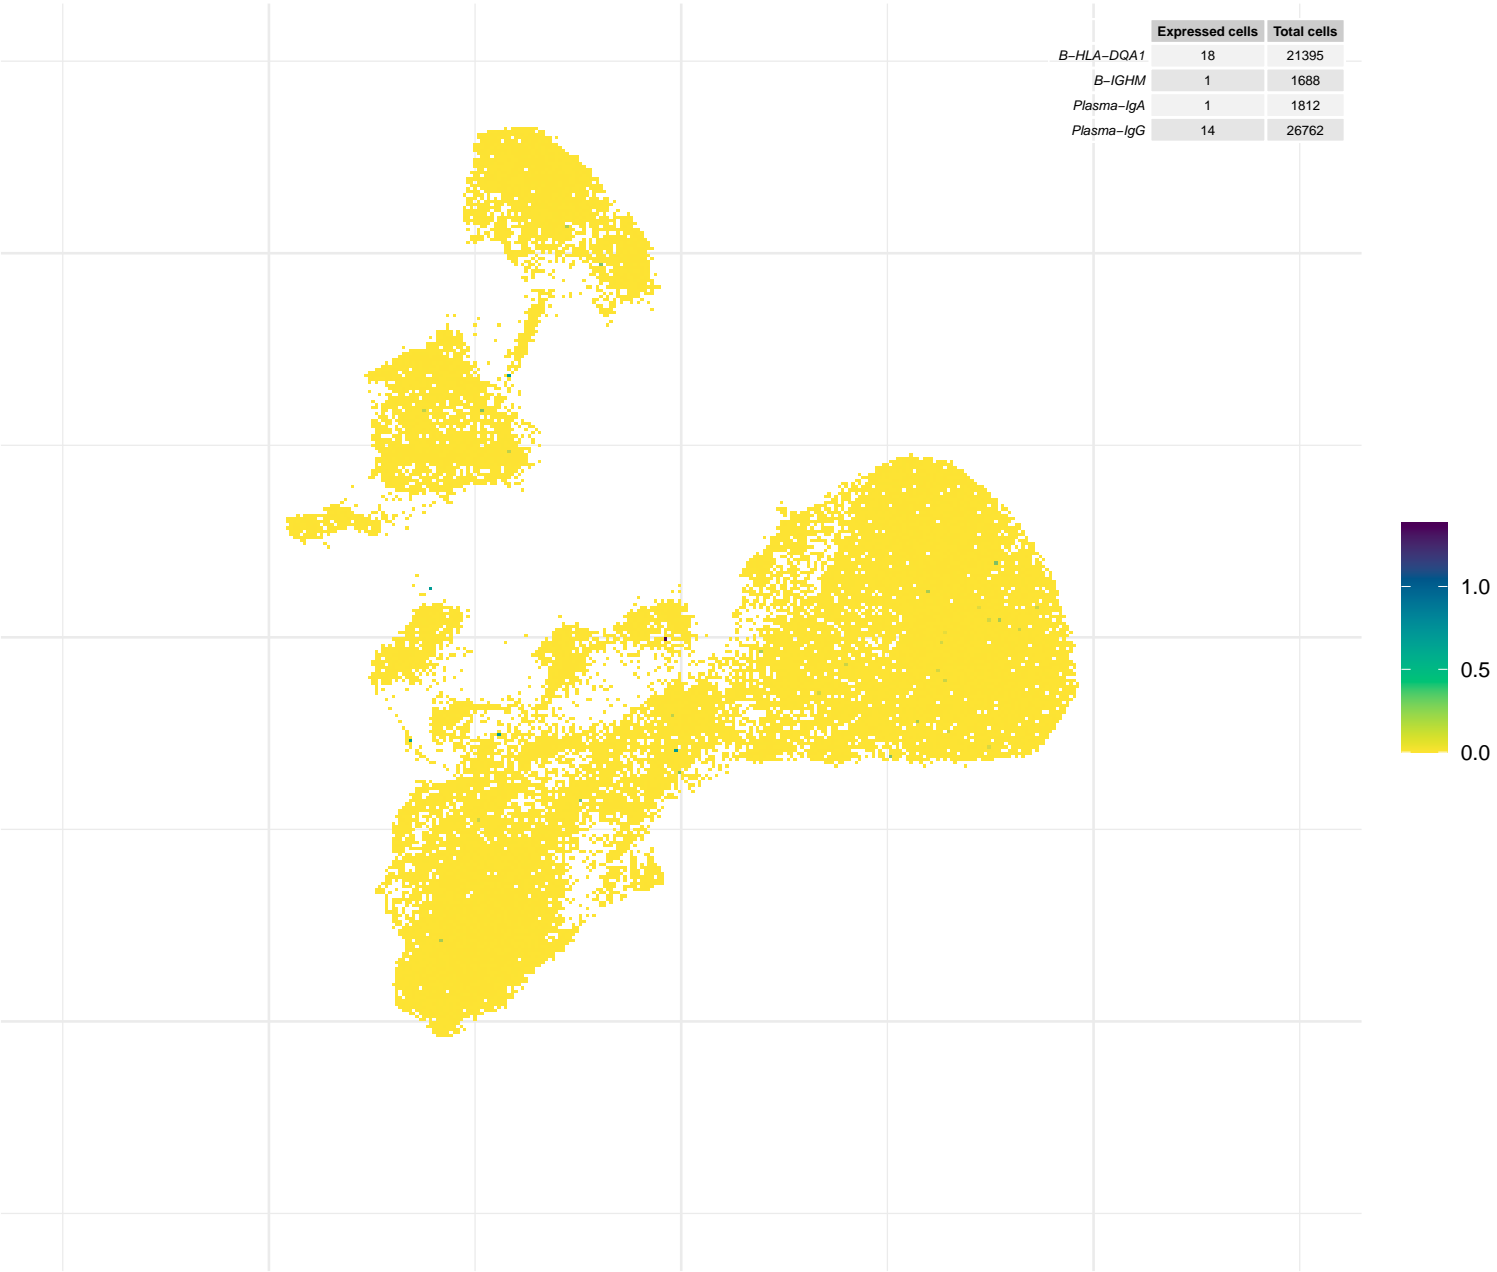 Expressed cells Total cells
B−HLA−DQA1 18 21395
B−IGHM 1 1688
Plasma−IgA 1 1812
Plasma−IgG 14 26762
1.0
0.5
0.0